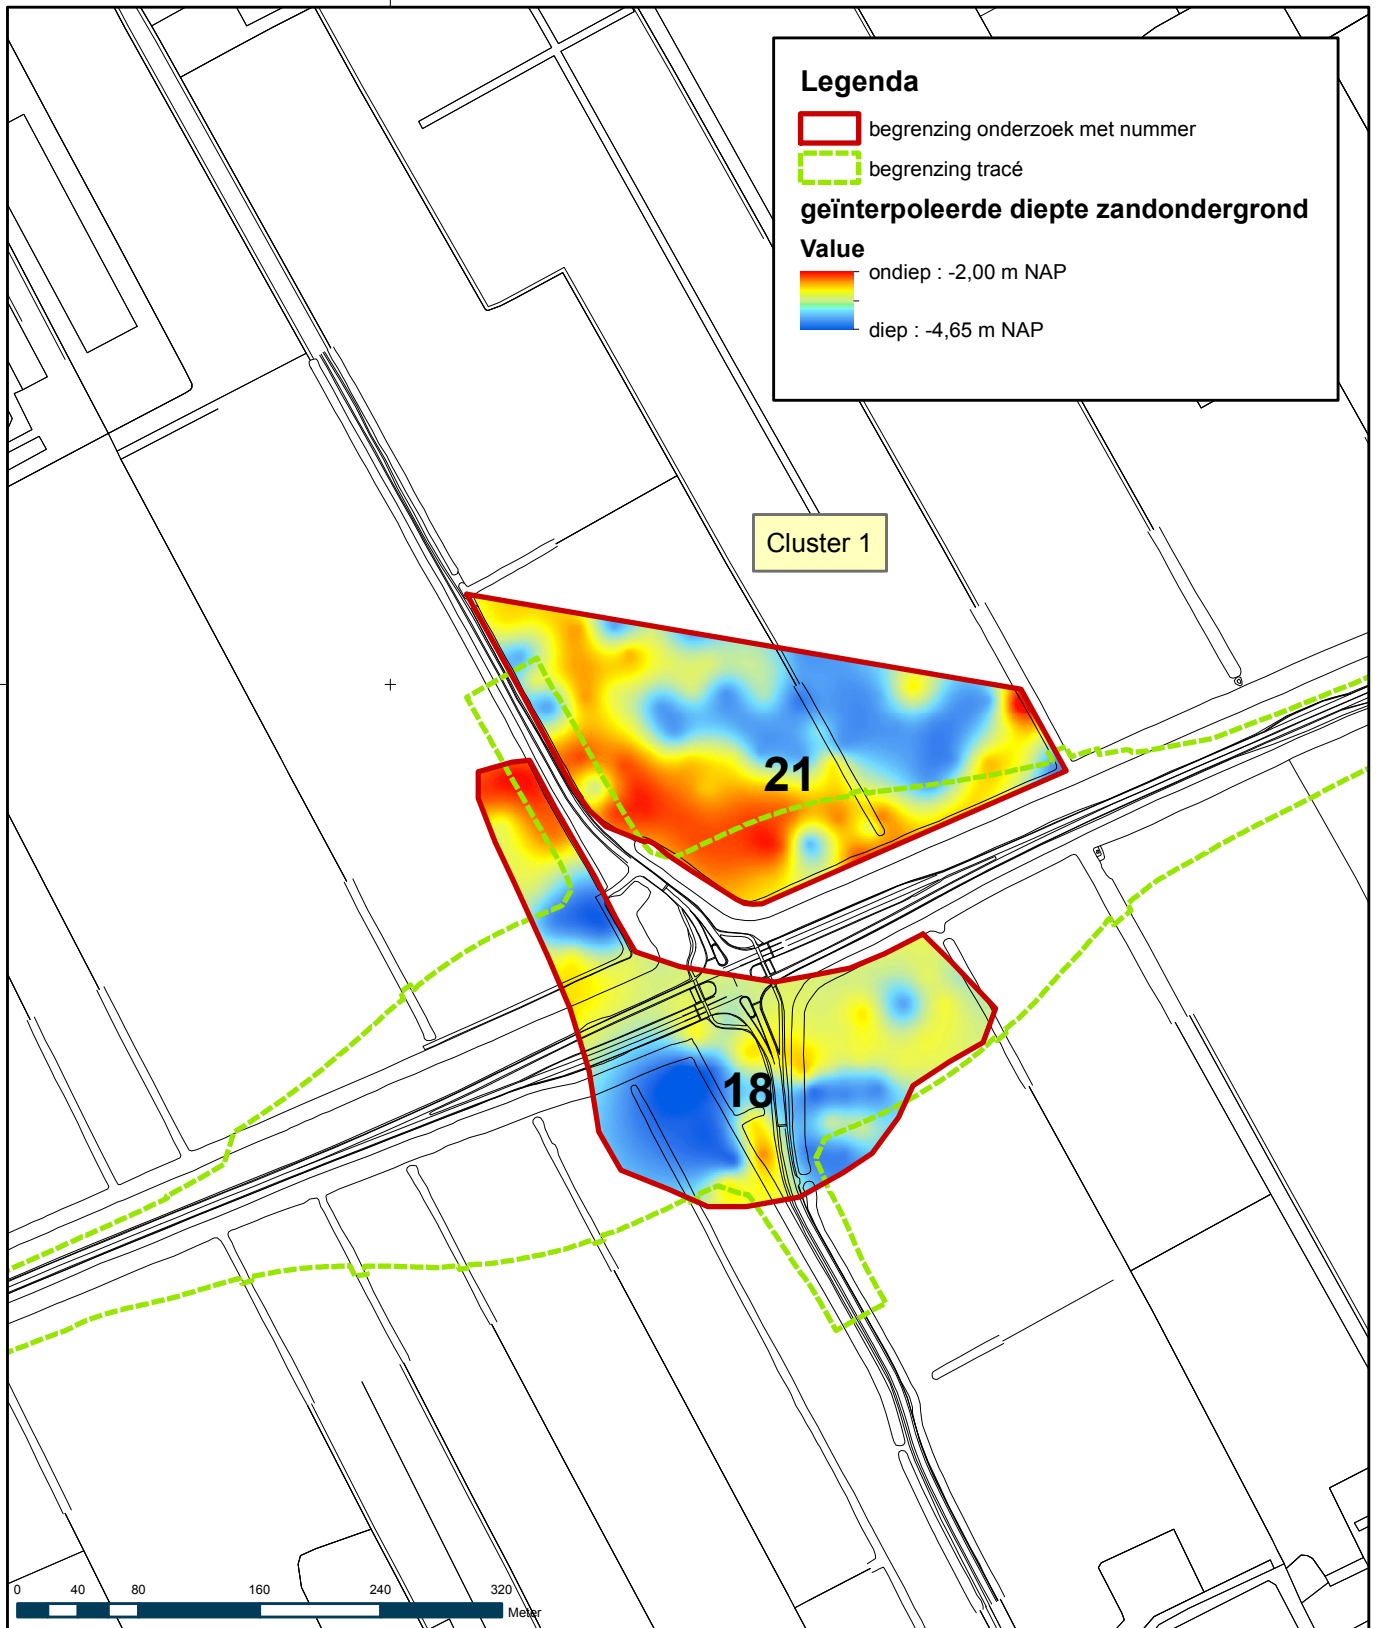 Legenda
begrenzing onderzoek met nummer
begrenzing tracé
geïnterpoleerde diepte zandondergrond
Value
ondiep : -2,00 m NAP
diep : -4,65 m NAP
Cluster 1
21
18
0 40 80 160 240 320
Meter